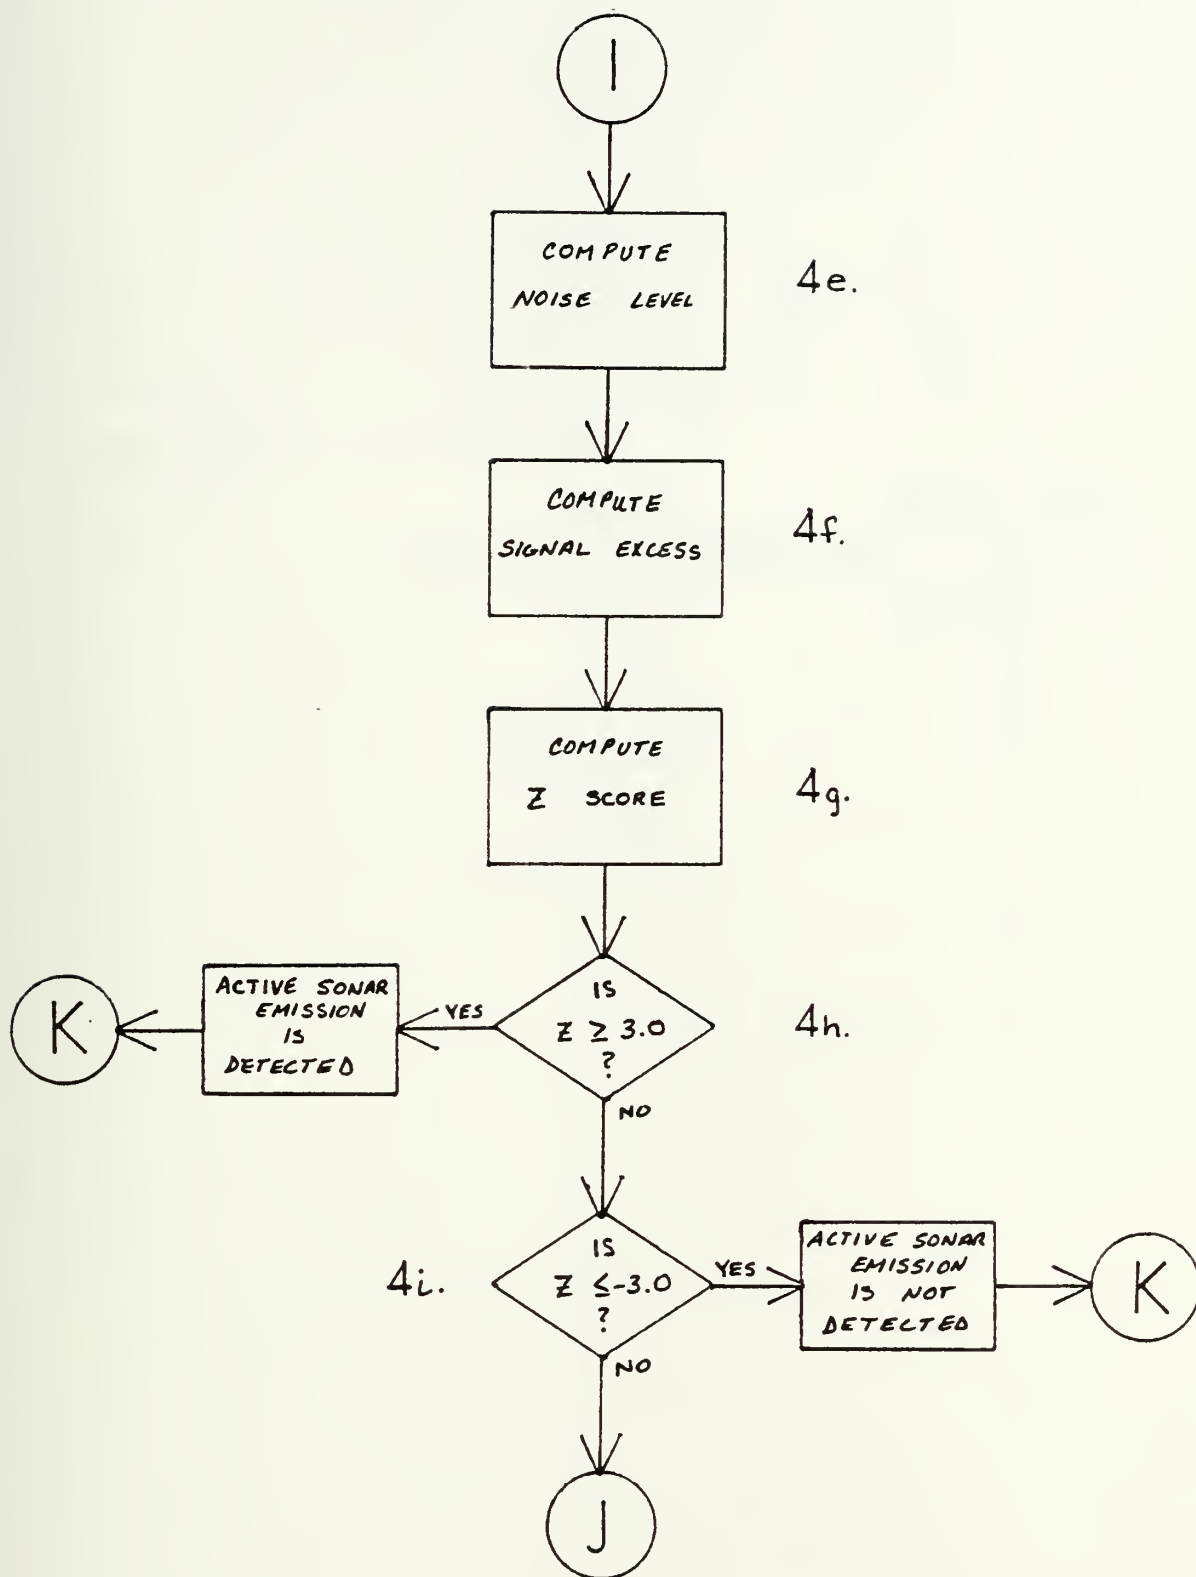 I
COMPUTE
NOISE LEVEL
4e.
COMPUTE
SIGNAL EXCESS
4f.
COMPUTE
Z SCORE
4g.
K
ACTIVE SONAR
EMISSION
IS
DETECTED
YES
IS
Z ≥ 3.0
?
4h.
NO
4i.
IS
Z ≤ -3.0
?
YES
ACTIVE SONAR
EMISSION
IS NOT
DETECTED
K
NO
J